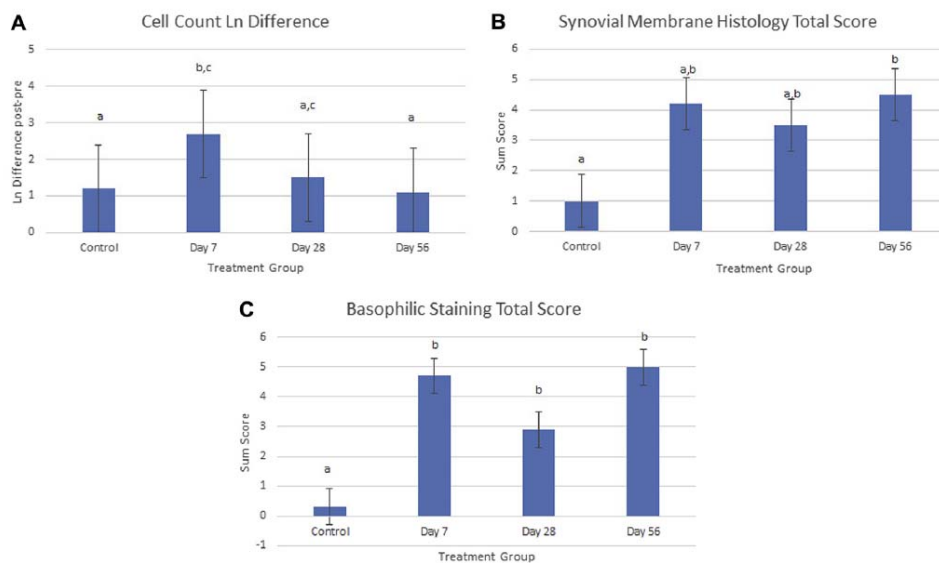 A
Cell Count Ln Difference
Ln Difference post-pre
5
4
3
2
1
0
a
b,c
a,c
a
Control
Day 7
Day 28
Day 56
Treatment Group
B
Synovial Membrane Histology Total Score
Sum Score
6
5
4
3
2
1
0
a
a,b
a,b
b
Control
Day 7
Day 28
Day 56
Treatment Group
C
Basophilic Staining Total Score
Sum Score
6
5
4
3
2
1
0
-1
a
b
b
b
Control
Day 7
Day 28
Day 56
Treatment Group